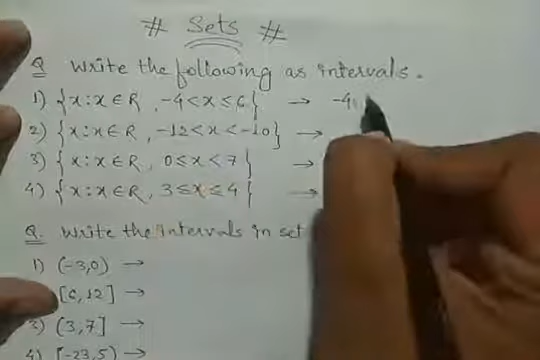 # Sets #
Q Write the following as intervals.
1) {x:x∈R, -4<x≤6} → -4,
2) {x:x∈R, -12<x<-10} →
3) {x:x∈R, 0≤x<7} →
4) {x:x∈R, 3≤x≤4} →
Q. Write the intervals in set
1) (-3,0) →
[6,12] →
3) (3,7] →
4) [-23,5) →